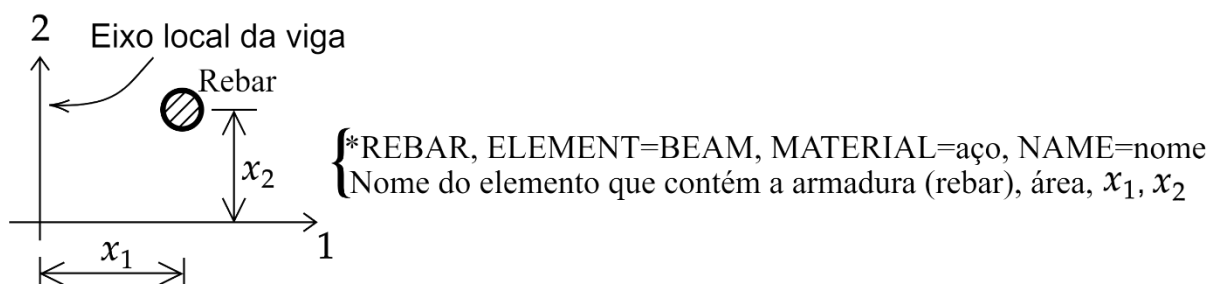 2
Eixo local da viga
Rebar
*REBAR, ELEMENT=BEAM, MATERIAL=aço, NAME=nome
Nome do elemento que contém a armadura (rebar), área, x₁, x₂
x₂
1
x₁